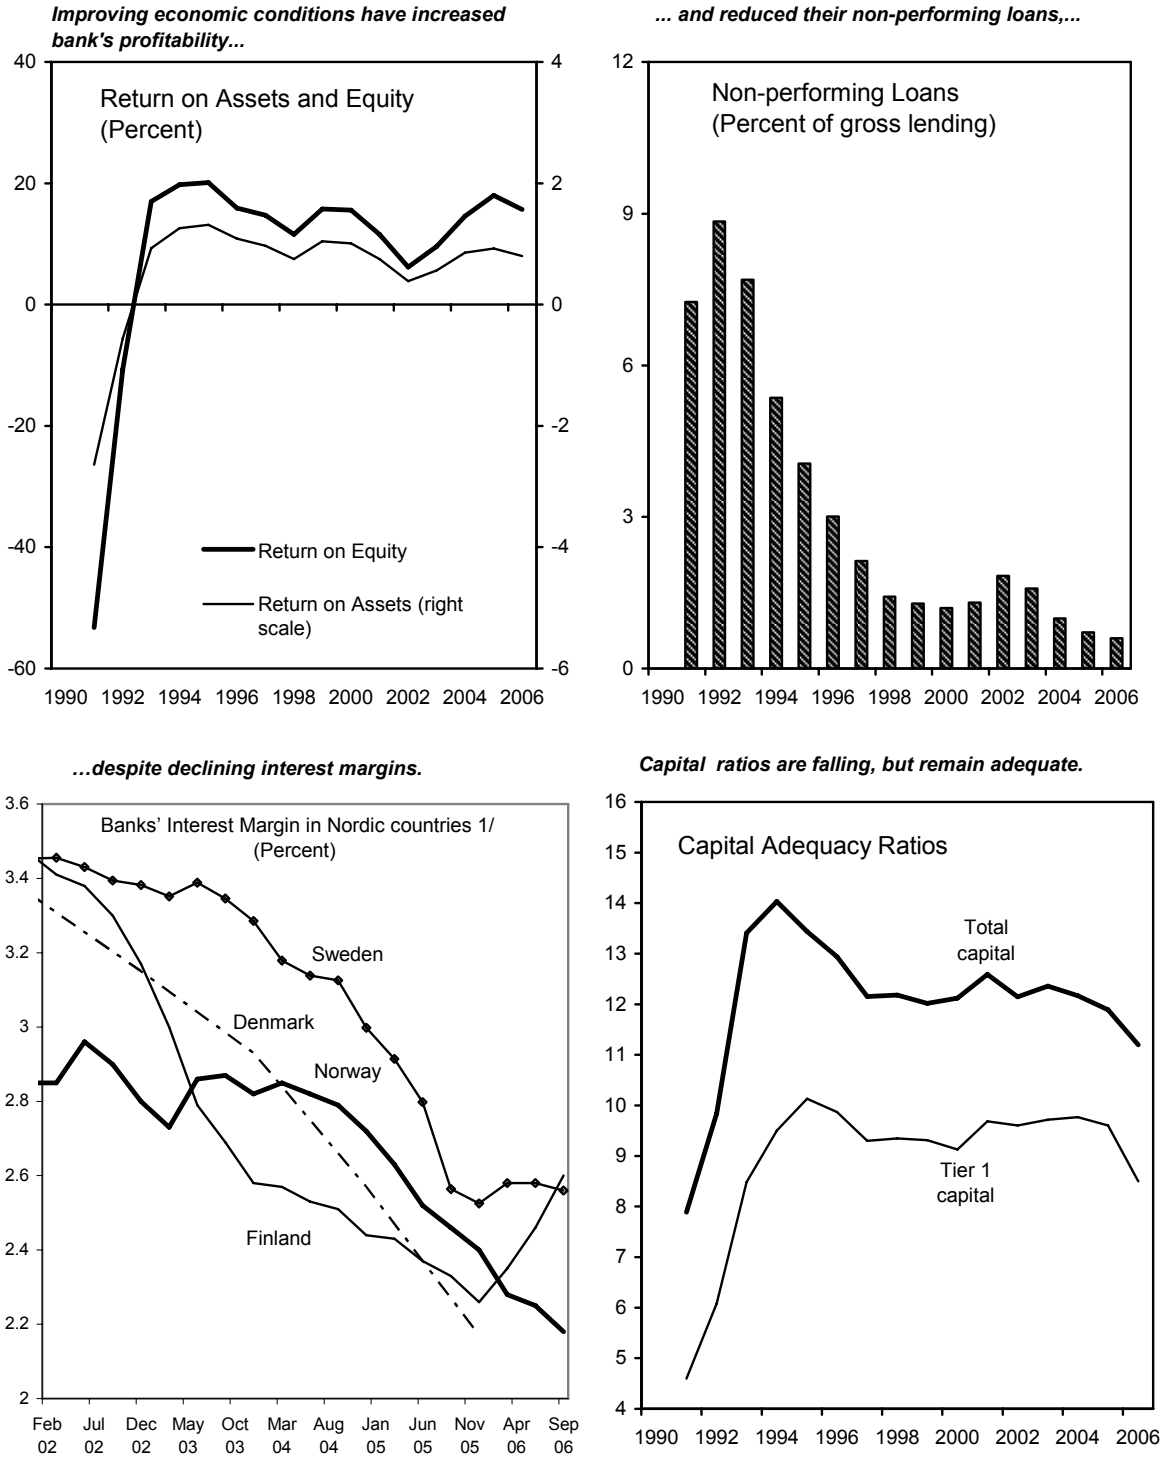 Improving economic conditions have increased
bank's profitability...
40
20
0
-20
-40
-60
4
2
0
-2
-4
-6
Return on Assets and Equity
(Percent)
Return on Equity
Return on Assets (right
scale)
1990 1992 1994 1996 1998 2000 2002 2004 2006
... and reduced their non-performing loans,...
12
9
6
3
0
Non-performing Loans
(Percent of gross lending)
1990 1992 1994 1996 1998 2000 2002 2004 2006
...despite declining interest margins.
3.6
3.4
3.2
3
2.8
2.6
2.4
2.2
2
Banks’ Interest Margin in Nordic countries 1/
(Percent)
Sweden
Denmark
Norway
Finland
Feb Jul Dec May Oct Mar Aug Jan Jun Nov Apr Sep
02 02 02 03 03 04 04 05 05 05 06 06
Capital ratios are falling, but remain adequate.
16
15
14
13
12
11
10
9
8
7
6
5
4
Capital Adequacy Ratios
Total
capital
Tier 1
capital
1990 1992 1994 1996 1998 2000 2002 2004 2006